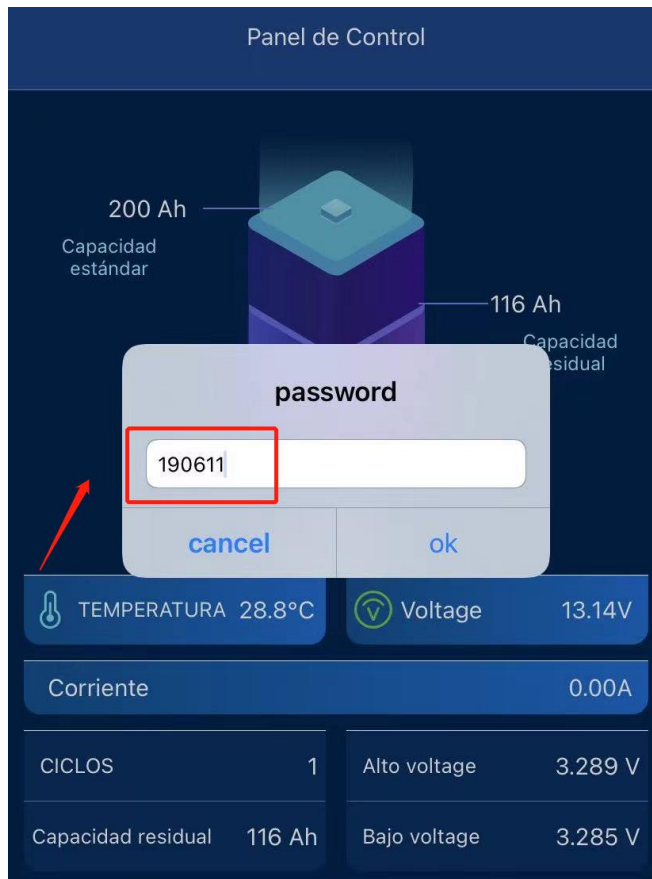 Panel de Control
200 Ah
Capacidad
estándar
116 Ah
Capacidad
password
190611
cancel
ok
TEMPERATURA 28.8°C
Voltage 13.14V
Corriente 0.00A
CICLOS 1
Alto voltage 3.289 V
Capacidad residual 116 Ah
Bajo voltage 3.285 V